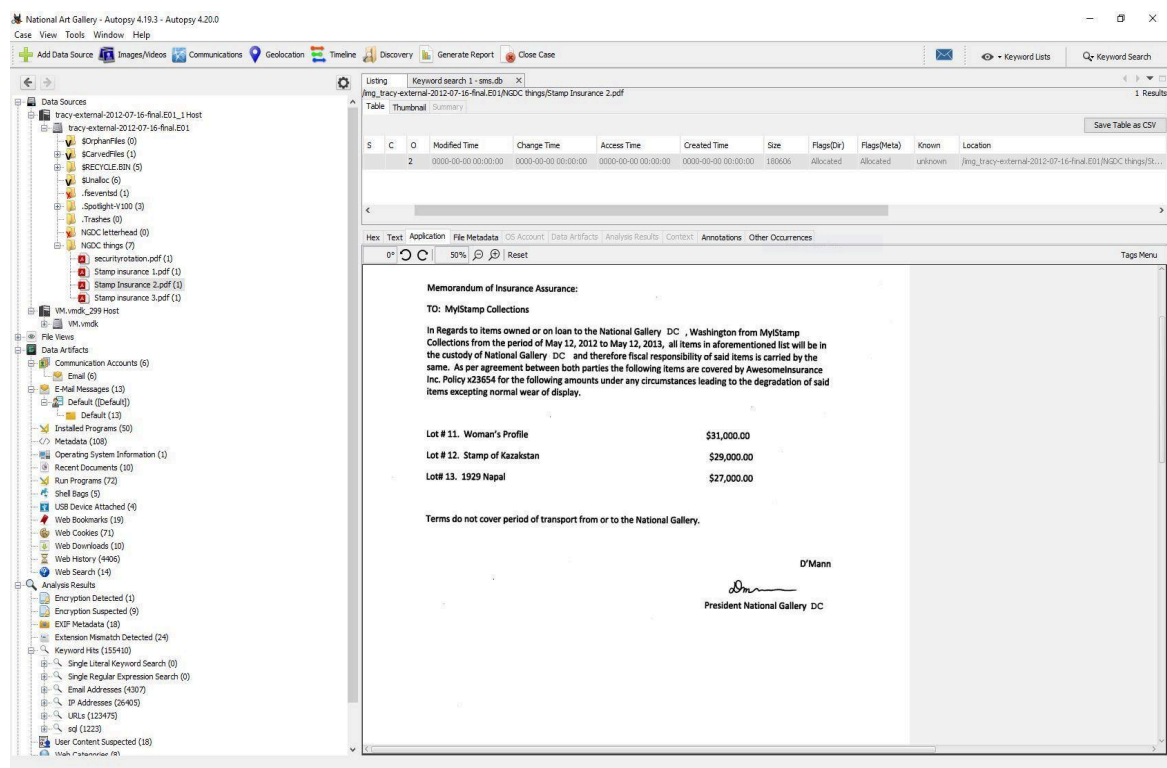 National Art Gallery - Autopsy 4.19.3 - Autopsy 4.20.0
Case View Tools Window Help
Add Data Source Images/Videos Communications Geolocation Timeline Discovery Generate Report Close Case Keyword Lists Keyword Search
Data Sources
tracy-external-2012-07-16-final.E01_1 Host
tracy-external-2012-07-16-final.E01
$OrphanFiles (0)
$CarvedFiles (1)
$RECYCLE.BIN (5)
$Unalloc (6)
.fseventsd (1)
.Spotlight-V100 (3)
.Trashes (0)
NGDC letterhead (0)
NGDC things (7)
securityrotation.pdf (1)
Stamp insurance 1.pdf (1)
Stamp Insurance 2.pdf (1)
Stamp insurance 3.pdf (1)
VM.vmdk_299 Host
VM.vmdk
File Views
Data Artifacts
Communication Accounts (6)
Email (6)
E-Mail Messages (13)
Default ([Default])
Default (13)
Installed Programs (50)
Metadata (108)
Operating System Information (1)
Recent Documents (10)
Run Programs (72)
Shell Bags (5)
USB Device Attached (4)
Web Bookmarks (19)
Web Cookies (71)
Web Downloads (10)
Web History (4406)
Web Search (14)
Analysis Results
Encryption Detected (1)
Encryption Suspected (9)
EXIF Metadata (18)
Extension Mismatch Detected (24)
Keyword Hits (155410)
Single Literal Keyword Search (0)
Single Regular Expression Search (0)
Email Addresses (4307)
IP Addresses (26405)
URLs (123475)
sql (1223)
User Content Suspected (18)
Web Categories (8)
Listing Keyword search 1 - sms.db
/img_tracy-external-2012-07-16-final.E01/NGDC things/Stamp Insurance 2.pdf 1 Results
Table Thumbnail Summary
Save Table as CSV
S C O Modified Time Change Time Access Time Created Time Size Flags(Dir) Flags(Meta) Known Location
2 0000-00-00 00:00:00 0000-00-00 00:00:00 0000-00-00 00:00:00 0000-00-00 00:00:00 180606 Allocated Allocated unknown /img_tracy-external-2012-07-16-final.E01/NGDC things/St...
Hex Text Application File Metadata OS Account Data Artifacts Analysis Results Context Annotations Other Occurrences
0° 50% Reset Tags Menu
Memorandum of Insurance Assurance:
TO: MyIStamp Collections
In Regards to items owned or on loan to the National Gallery DC , Washington from MyIStamp
Collections from the period of May 12, 2012 to May 12, 2013, all items in aforementioned list will be in
the custody of National Gallery DC and therefore fiscal responsibility of said items is carried by the
same. As per agreement between both parties the following items are covered by AwesomeInsurance
Inc. Policy x23654 for the following amounts under any circumstances leading to the degradation of said
items excepting normal wear of display.
Lot # 11. Woman's Profile $31,000.00
Lot # 12. Stamp of Kazakstan $29,000.00
Lot# 13. 1929 Napal $27,000.00
Terms do not cover period of transport from or to the National Gallery.
D'Mann
President National Gallery DC